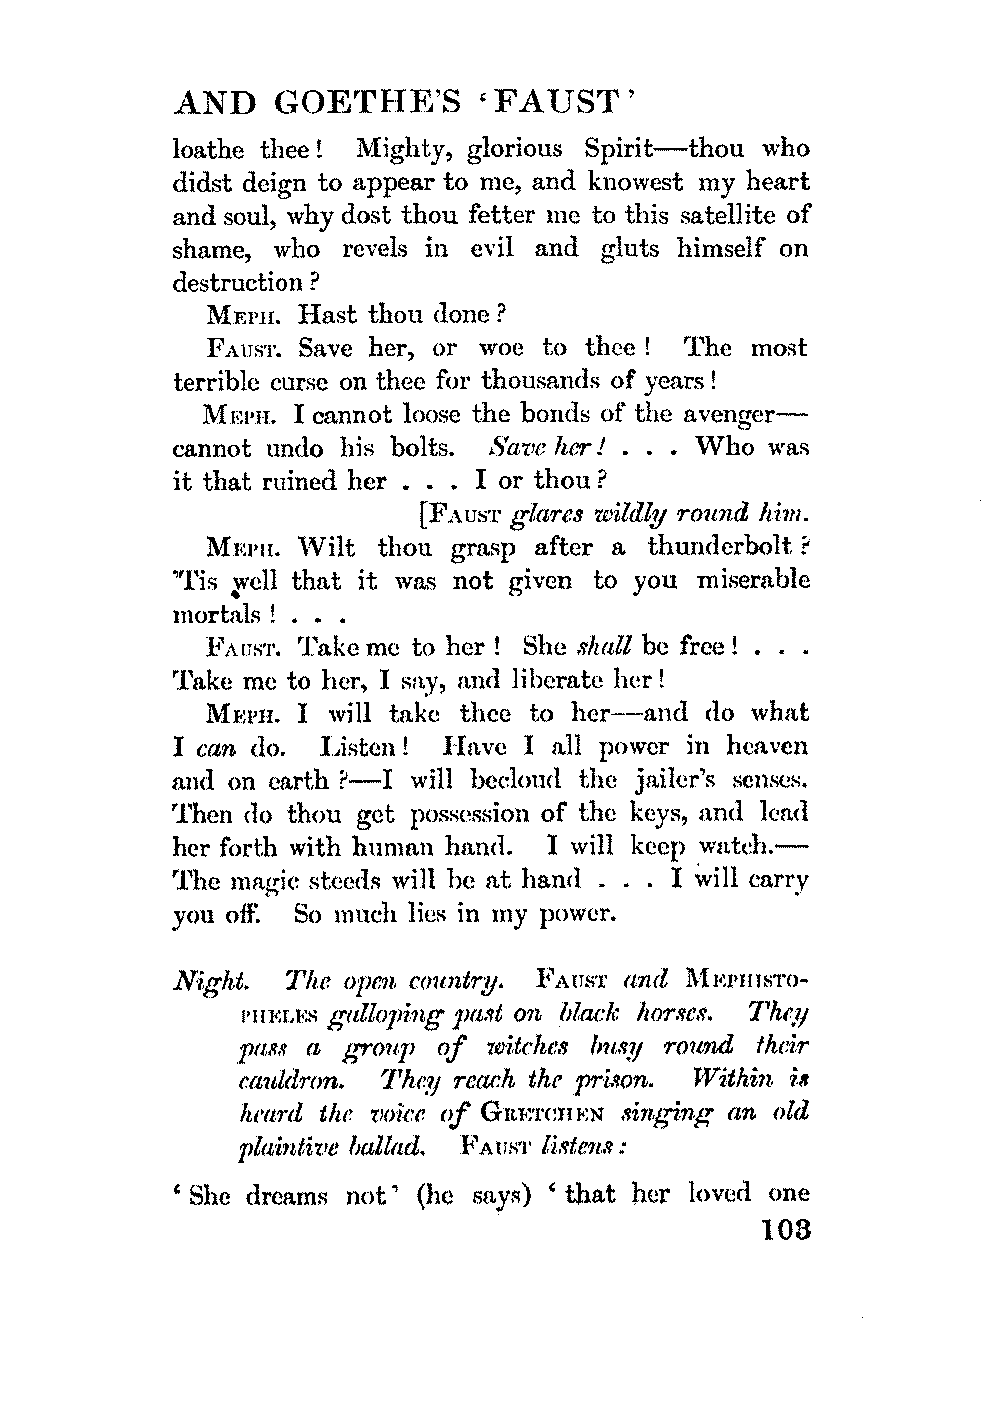 AND GOETHE'S ‘FAUST’
loathe thee! Mighty, glorious Spirit—thou who
didst deign to appear to me, and knowest my heart
and soul, why dost thou fetter me to this satellite of
shame, who revels in evil and gluts himself on
destruction?
MEPH. Hast thou done?
FAUST. Save her, or woe to thee! The most
terrible curse on thee for thousands of years!
MEPH. I cannot loose the bonds of the avenger—
cannot undo his bolts. Save her! . . . Who was
it that ruined her . . . I or thou?
[FAUST glares wildly round him.
MEPH. Wilt thou grasp after a thunderbolt?
'Tis well that it was not given to you miserable
mortals! . . .
FAUST. Take me to her! She shall be free! . . .
Take me to her, I say, and liberate her!
MEPH. I will take thee to her—and do what
I can do. Listen! Have I all power in heaven
and on earth?—I will becloud the jailer's senses.
Then do thou get possession of the keys, and lead
her forth with human hand. I will keep watch.—
The magic steeds will be at hand . . . I will carry
you off. So much lies in my power.
Night. The open country. FAUST and MEPHISTO-
PHELES galloping past on black horses. They
pass a group of witches busy round their
cauldron. They reach the prison. Within is
heard the voice of GRETCHEN singing an old
plaintive ballad. FAUST listens:
‘She dreams not’ (he says) ‘that her loved one
103